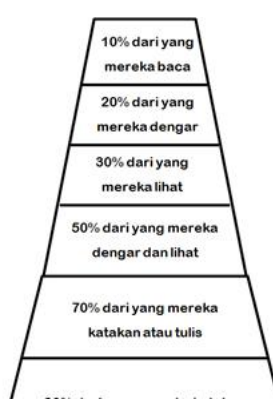 10% dari yang
mereka baca
20% dari yang
mereka dengar
30% dari yang
mereka lihat
50% dari yang mereka
dengar dan lihat
70% dari yang mereka
katakan atau tulis